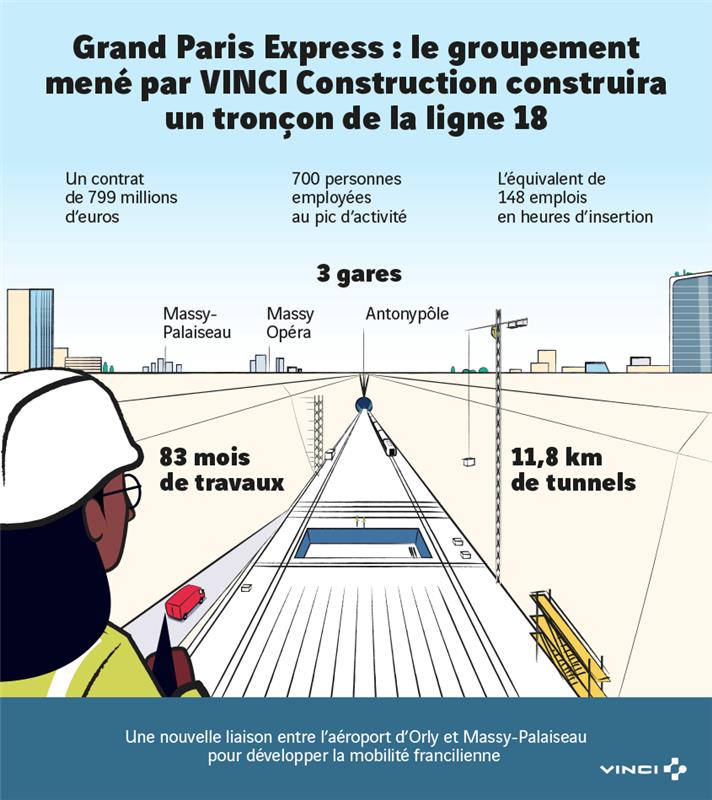 Grand Paris Express : le groupement
mené par VINCI Construction construira
un tronçon de la ligne 18
Un contrat
de 799 millions
d’euros
700 personnes
employées
au pic d’activité
L’équivalent de
148 emplois
en heures d’insertion
3 gares
Massy-
Palaiseau
Massy
Opéra
Antonypôle
83 mois
de travaux
11,8 km
de tunnels
Une nouvelle liaison entre l’aéroport d’Orly et Massy-Palaiseau
pour développer la mobilité francilienne
VINCI